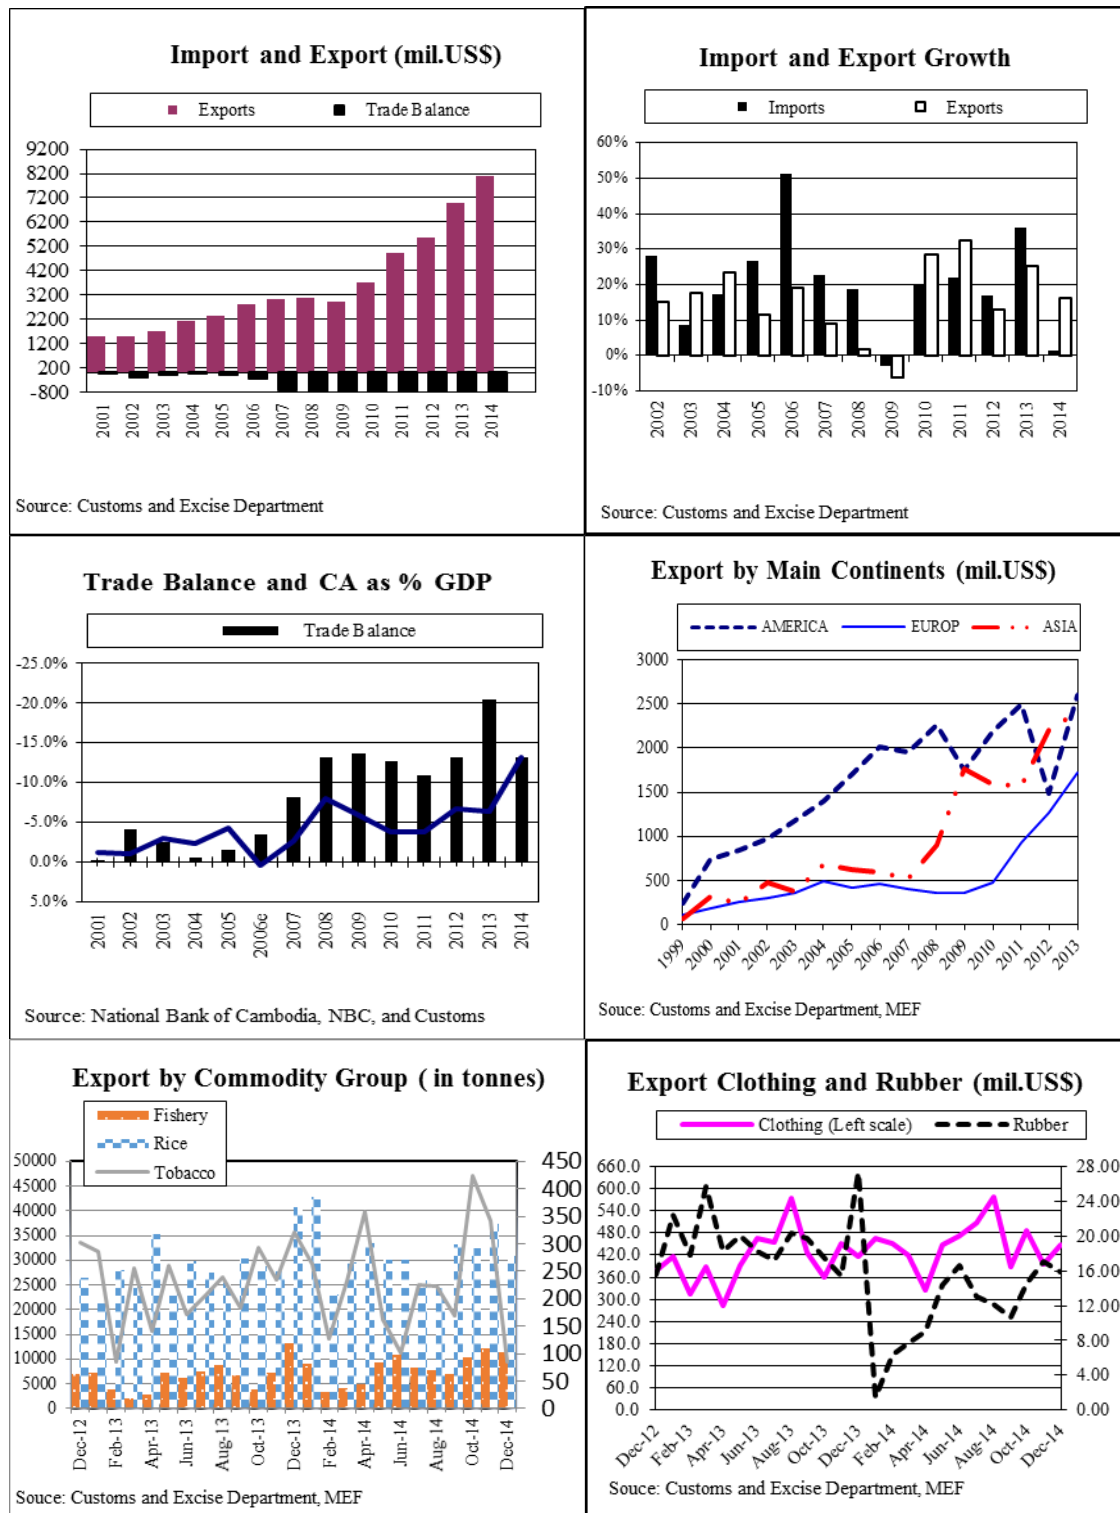 Import and Export (mil.US$)
Exports Trade Balance
9200
8200
7200
6200
5200
4200
3200
2200
1200
200
-800
2001 2002 2003 2004 2005 2006 2007 2008 2009 2010 2011 2012 2013 2014
Source: Customs and Excise Department
Import and Export Growth
Imports Exports
60%
50%
40%
30%
20%
10%
0%
-10%
2002 2003 2004 2005 2006 2007 2008 2009 2010 2011 2012 2013 2014
Source: Customs and Excise Department
Trade Balance and CA as % GDP
Trade Balance
-25.0%
-20.0%
-15.0%
-10.0%
-5.0%
0.0%
5.0%
2001 2002 2003 2004 2005 2006e 2007 2008 2009 2010 2011 2012 2013 2014
Source: National Bank of Cambodia, NBC, and Customs
Export by Main Continents (mil.US$)
AMERICA EUROP ASIA
3000
2500
2000
1500
1000
500
0
1999 2000 2001 2002 2003 2004 2005 2006 2007 2008 2009 2010 2011 2012 2013
Souce: Customs and Excise Department, MEF
Export by Commodity Group ( in tonnes)
Fishery
Rice
Tobacco
50000 450
45000 400
40000 350
35000 300
30000 250
25000 200
20000 150
15000 100
10000 50
5000 0
0
Dec-12 Feb-13 Apr-13 Jun-13 Aug-13 Oct-13 Dec-13 Feb-14 Apr-14 Jun-14 Aug-14 Oct-14 Dec-14
Souce: Customs and Excise Department, MEF
Export Clothing and Rubber (mil.US$)
Clothing (Left scale) Rubber
660.0 28.00
600.0 24.00
540.0 20.00
480.0 16.00
420.0 12.00
360.0 8.00
300.0 4.00
240.0 0.00
180.0
120.0
60.0
0.0
Dec-12 Feb-13 Apr-13 Jun-13 Aug-13 Oct-13 Dec-13 Feb-14 Apr-14 Jun-14 Aug-14 Oct-14 Dec-14
Souce: Customs and Excise Department, MEF